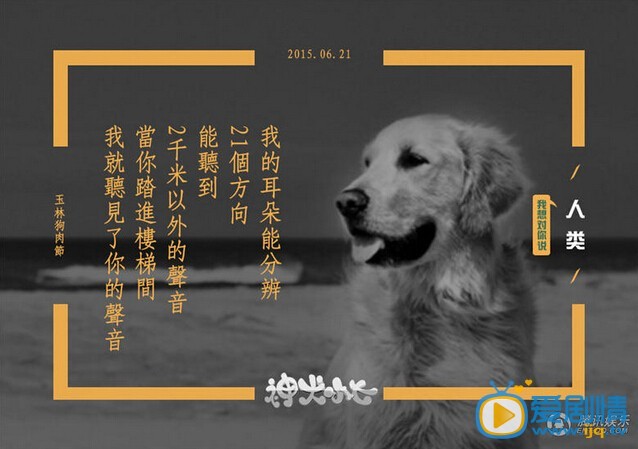 2015.06.21
人类
我想对你说
我的耳朵能分辨
21個方向
能聽到
2千米以外的聲音
當你踏進樓梯間
我就聽見了你的聲音
玉林狗肉節
神犬小七
腾讯娱乐